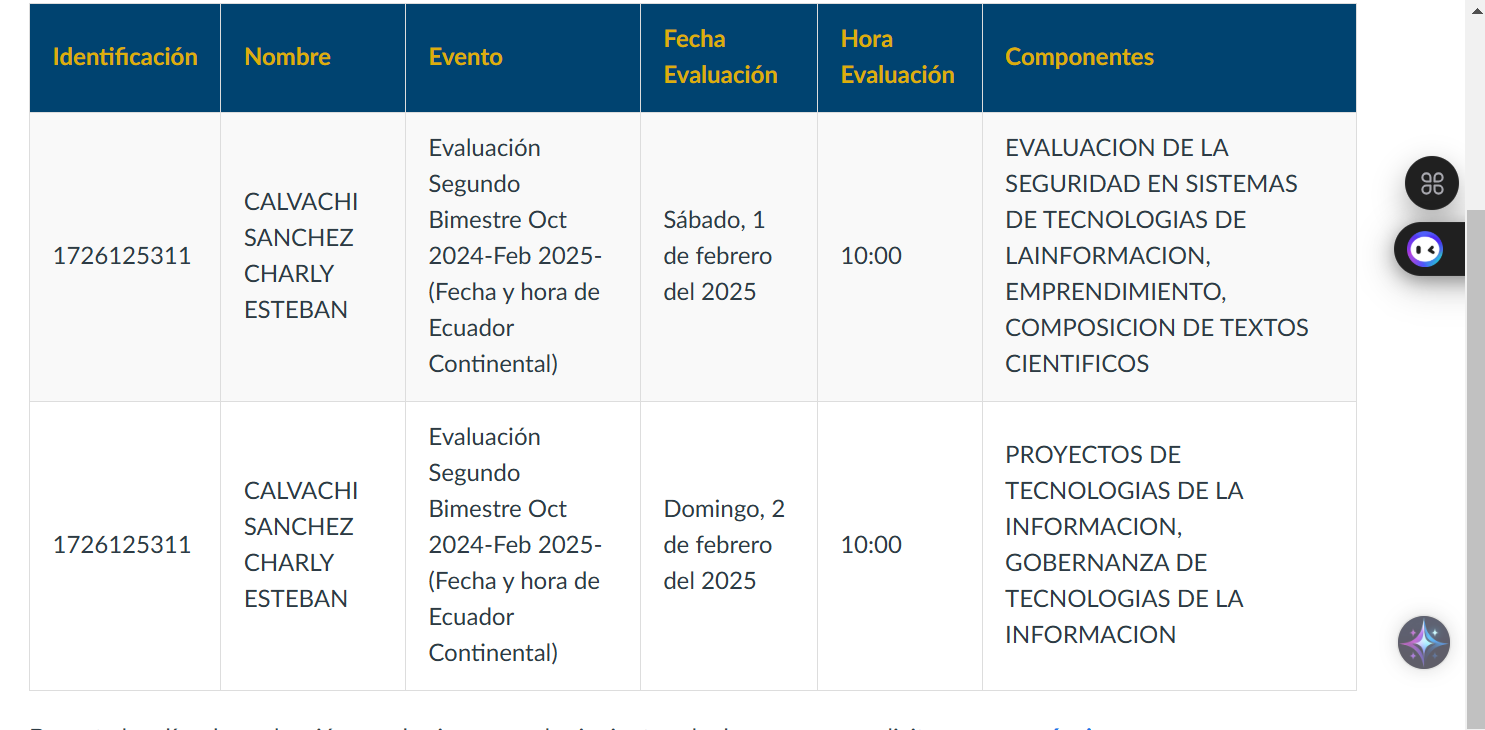 Identificación
Nombre
Evento
Fecha
Evaluación
Hora
Evaluación
Componentes
1726125311
CALVACHI
SANCHEZ
CHARLY
ESTEBAN
Evaluación
Segundo
Bimestre Oct
2024-Feb 2025-
(Fecha y hora de
Ecuador
Continental)
Sábado, 1
de febrero
del 2025
10:00
EVALUACION DE LA
SEGURIDAD EN SISTEMAS
DE TECNOLOGIAS DE
LAINFORMACION,
EMPRENDIMIENTO,
COMPOSICION DE TEXTOS
CIENTIFICOS
1726125311
CALVACHI
SANCHEZ
CHARLY
ESTEBAN
Evaluación
Segundo
Bimestre Oct
2024-Feb 2025-
(Fecha y hora de
Ecuador
Continental)
Domingo, 2
de febrero
del 2025
10:00
PROYECTOS DE
TECNOLOGIAS DE LA
INFORMACION,
GOBERNANZA DE
TECNOLOGIAS DE LA
INFORMACION